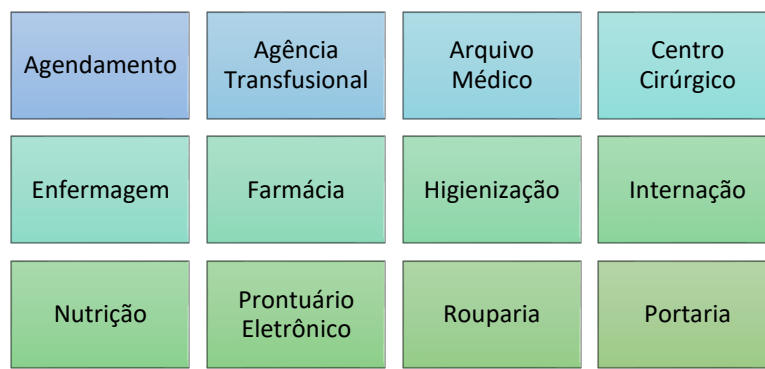 Agendamento
Agência
Transfusional
Arquivo
Médico
Centro
Cirúrgico
Enfermagem
Farmácia
Higienização
Internação
Nutrição
Prontuário
Eletrônico
Rouparia
Portaria